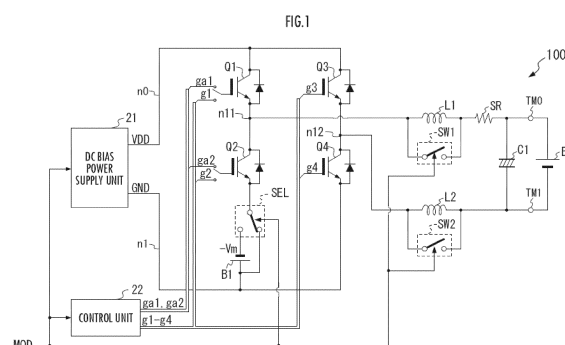 FIG.1
100
Q1
Q3
ga1
g1
g3
n0
n11
L1
SR
TM0
SW1
21
n12
VDD
DC BIAS
POWER
SUPPLY UNIT
Q2
Q4
C1
ga2
g2
g4
GND
SEL
L2
TM1
SW2
n1
-Vm
B1
22
ga1, ga2
CONTROL UNIT
g1-g4
MOD